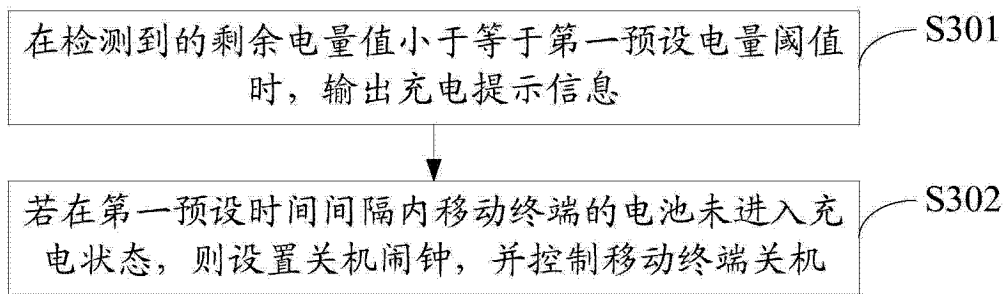 在检测到的剩余电量值小于等于第一预设电量阈值
时，输出充电提示信息
S301
若在第一预设时间间隔内移动终端的电池未进入充
电状态，则设置关机闹钟，并控制移动终端关机
S302